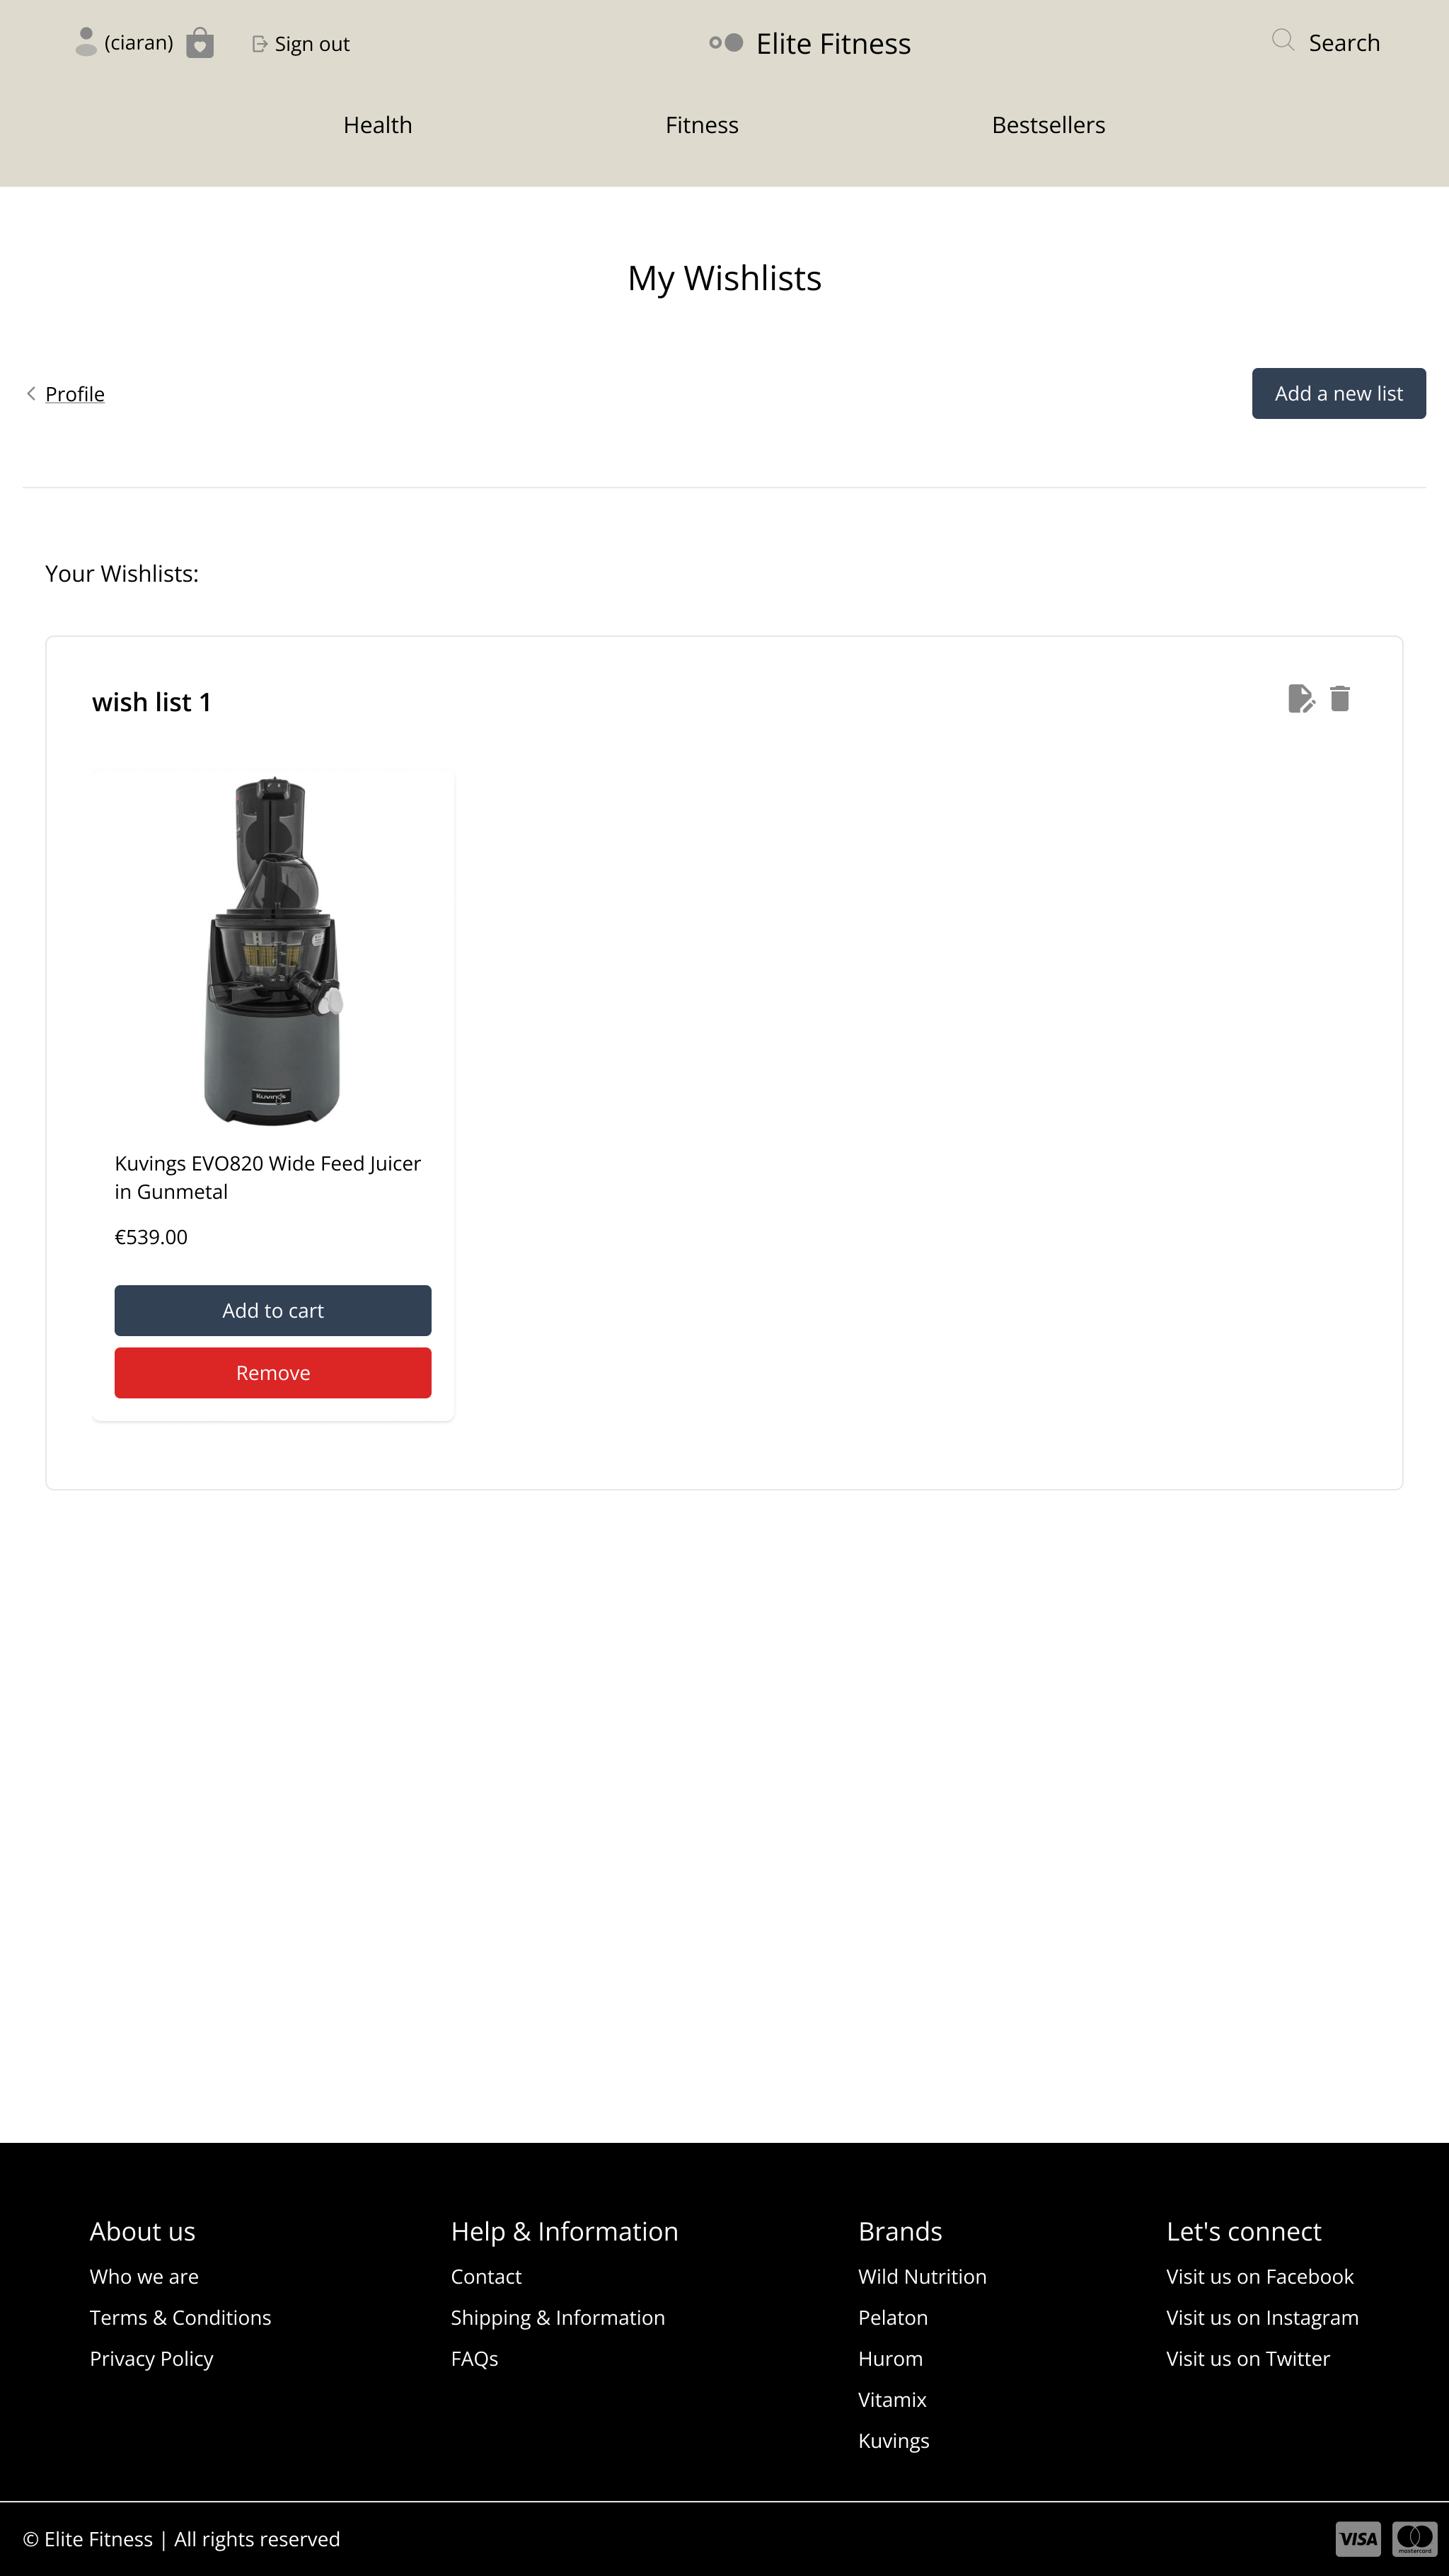 (ciaran)
Sign out
Elite Fitness
Search
Health
Fitness
Bestsellers
My Wishlists
Profile
Add a new list
Your Wishlists:
wish list 1
Kuvings
Kuvings EVO820 Wide Feed Juicer
in Gunmetal
€539.00
Add to cart
Remove
About us
Who we are
Terms & Conditions
Privacy Policy
Help & Information
Contact
Shipping & Information
FAQs
Brands
Wild Nutrition
Pelaton
Hurom
Vitamix
Kuvings
Let's connect
Visit us on Facebook
Visit us on Instagram
Visit us on Twitter
© Elite Fitness | All rights reserved
VISA
mastercard